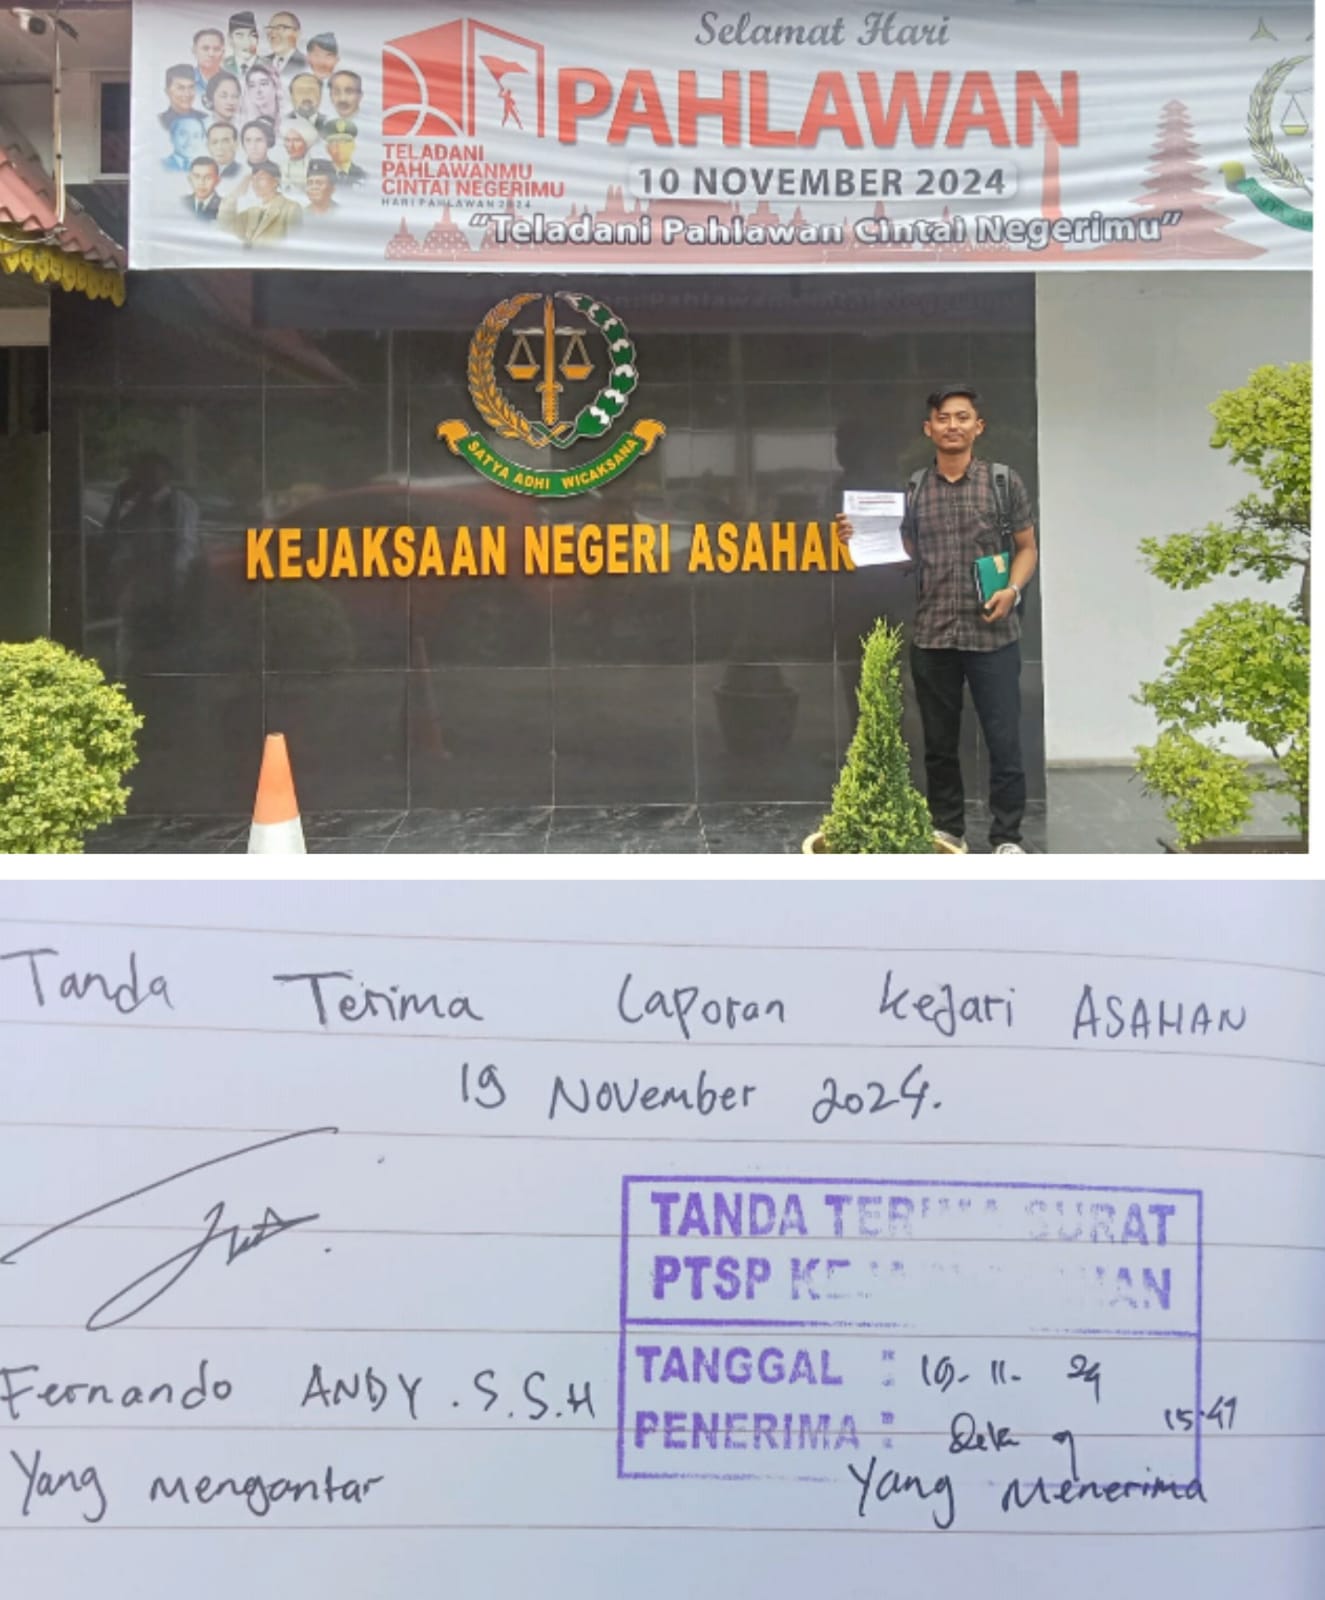 Selamat Hari
PAHLAWAN
10 NOVEMBER 2024
"Teladani Pahlawan Cintai Negerimu"
TELADANI
PAHLAWANMU
CINTAI NEGERIMU
HARI PAHLAWAN 2024
SATYA ADHI WICAKSANA
KEJAKSAAN NEGERI ASAHAN
Tanda Terima Laporan Kejari ASAHAN
19 November 2024.
TANDA TERIMA SURAT
PTSP
TANGGAL : 19-11-24
PENERIMA :
15.47
Fernando ANDY.S.S.H
Yang mengantar
Yang Menerima